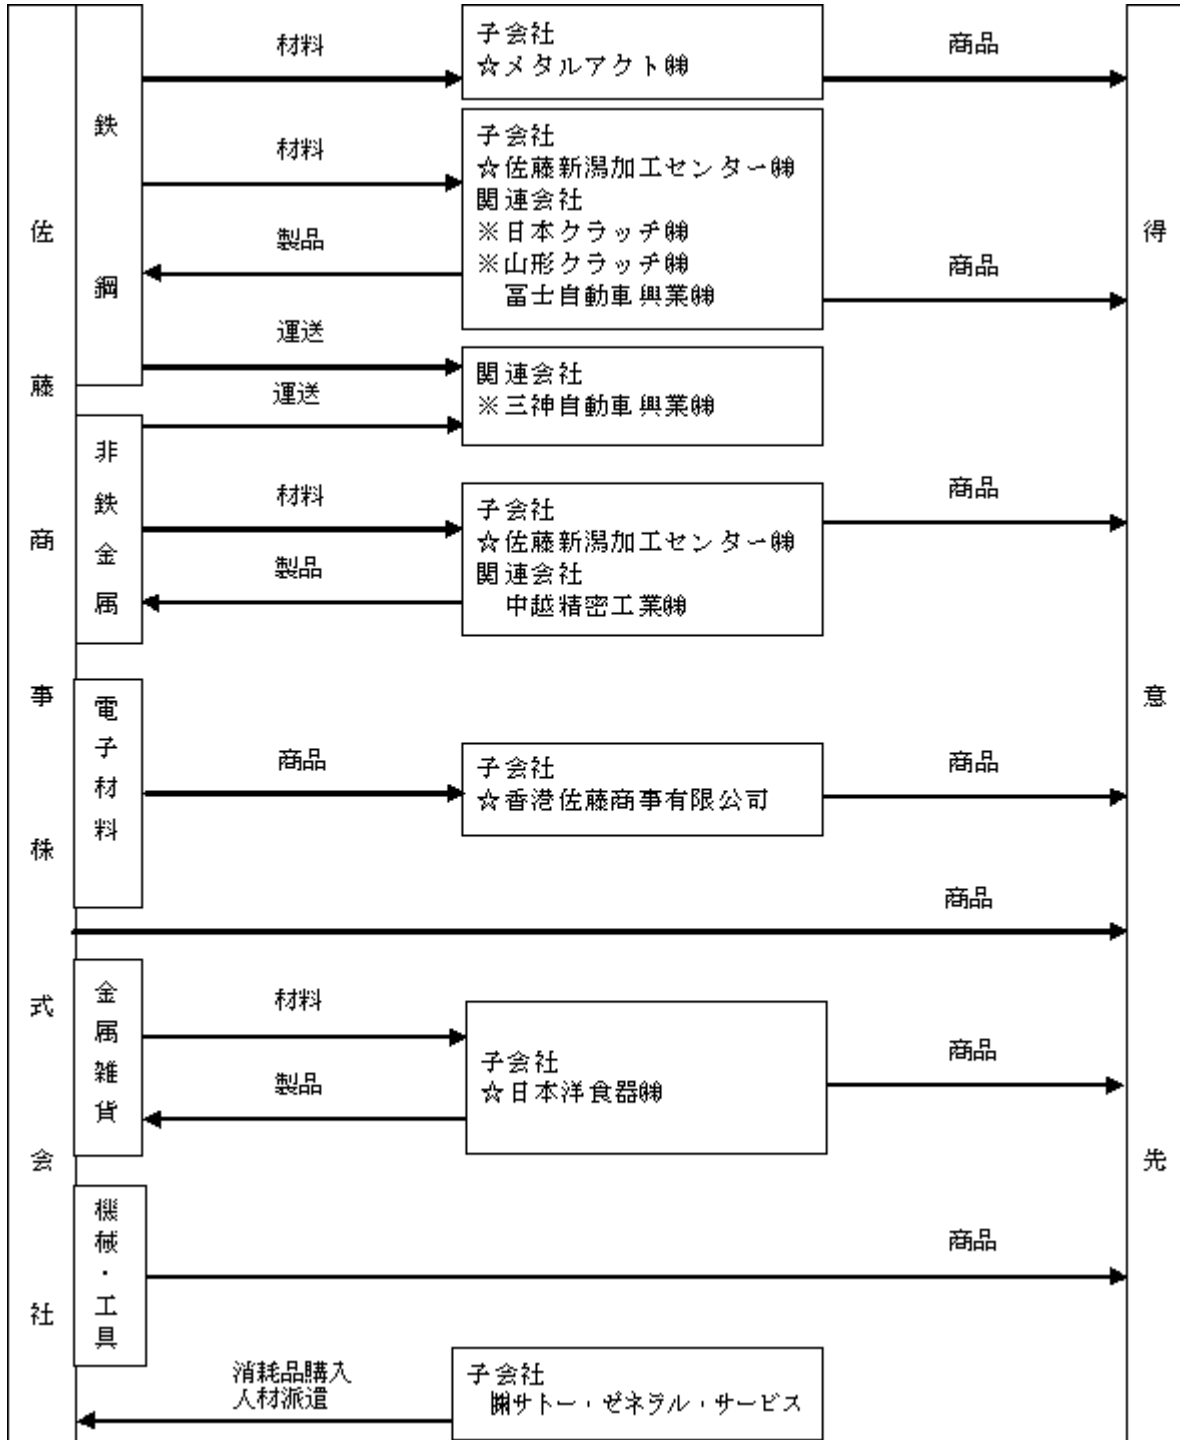 佐藤商事株式会社
鉄鋼
材料
子会社
☆メタルアクト㈱
商品
材料
製品
子会社
☆佐藤新潟加工センター㈱
関連会社
※日本クラッチ㈱
※山形クラッチ㈱
冨士自動車興業㈱
商品
運送
運送
関連会社
※三神自動車興業㈱
非鉄金属
材料
製品
子会社
☆佐藤新潟加工センター㈱
関連会社
中越精密工業㈱
商品
電子材料
商品
子会社
☆香港佐藤商事有限公司
商品
商品
金属雑貨
材料
製品
子会社
☆日本洋食器㈱
商品
機械・工具
商品
消耗品購入
人材派遣
子会社
㈱サトー・ゼネラル・サービス
得意先